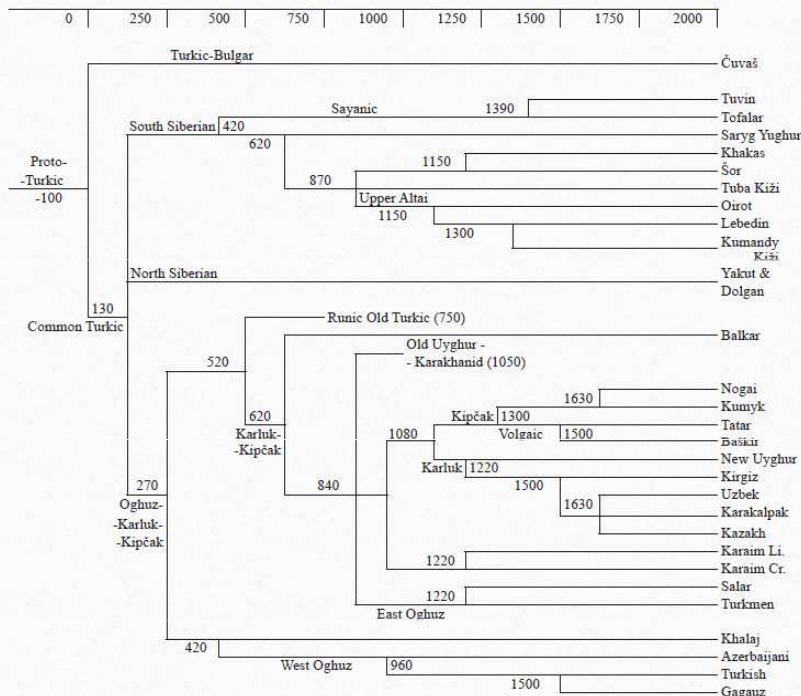 0 250 500 750 1000 1250 1500 1750 2000
Turkic-Bulgar
Čuvaš
Tuvin
Sayanic 1390
Tofalar
South Siberian 420
Saryg Yughur
620
Khakas
1150
Šor
Proto-
-Turkic
-100
870
Tuba Kiži
Upper Altai
Oirot
1150
Lebedin
1300
Kumandy
Kiži
North Siberian
Yakut &
Dolgan
130
Common Turkic
Runic Old Turkic (750)
Balkar
Old Uyghur -
- Karakhanid (1050)
520
Nogai
1630
Kumyk
Kipčak 1300
620
Karluk-
-Kipčak
Tatar
1080
Volgaic 1500
Baškir
New Uyghur
Karluk 1220
Kirgiz
270
840
1500
Uzbek
Oghuz-
-Karluk-
-Kipčak
1630
Karakalpak
Kazakh
Karaim Li.
1220
Karaim Cr.
Salar
1220
Turkmen
East Oghuz
Khalaj
420
Azerbaijani
West Oghuz 960
Turkish
1500
Gagauz